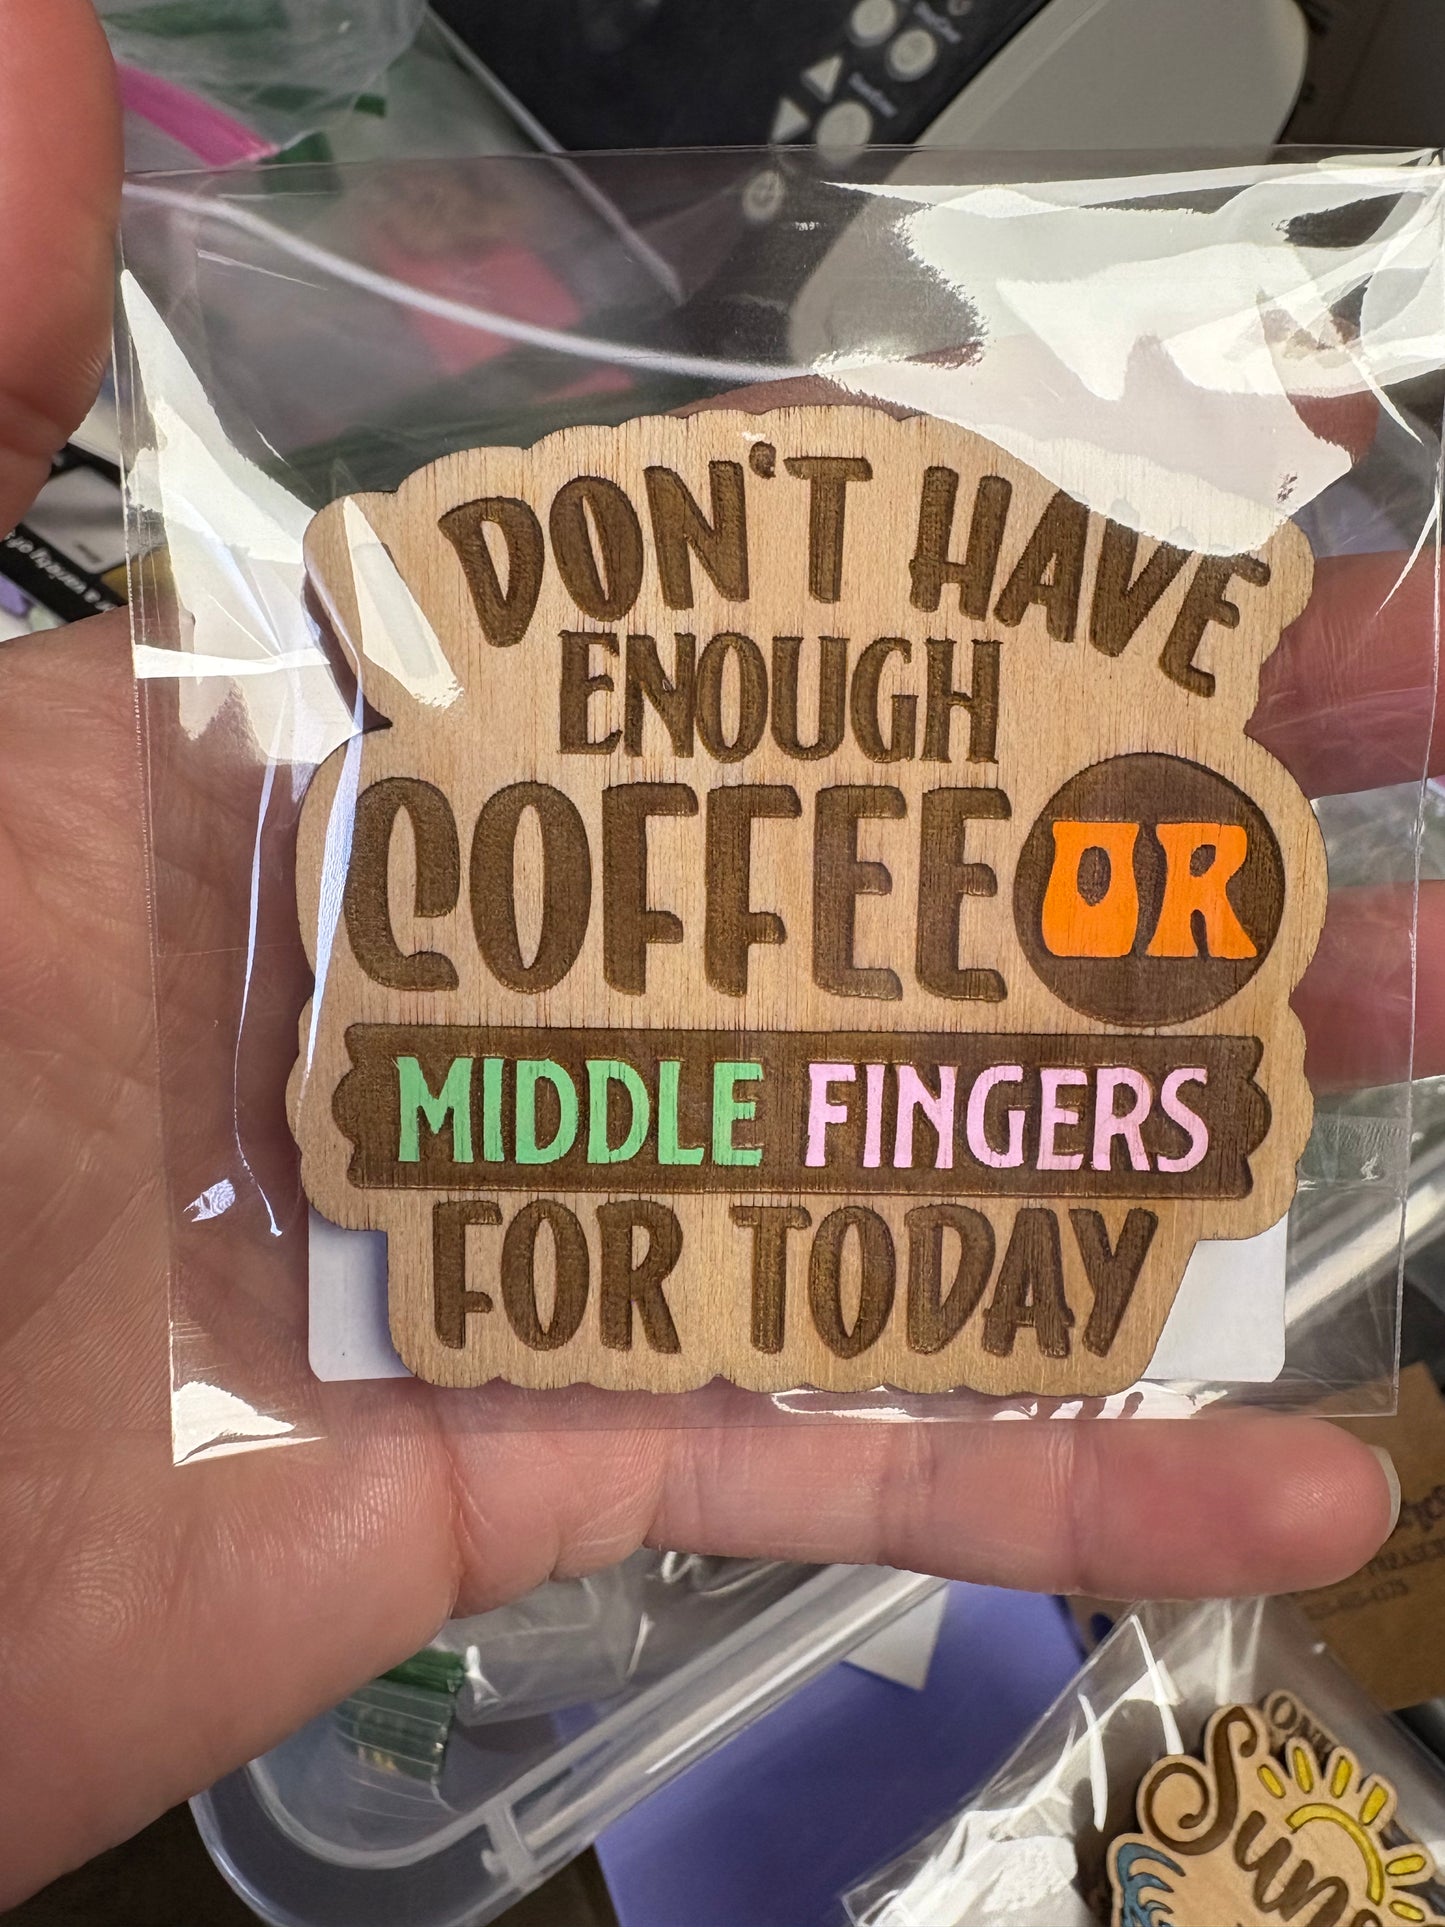 DON'T HAVE
ENOUGH
COFFEE OR
MIDDLE FINGERS
FOR TODAY